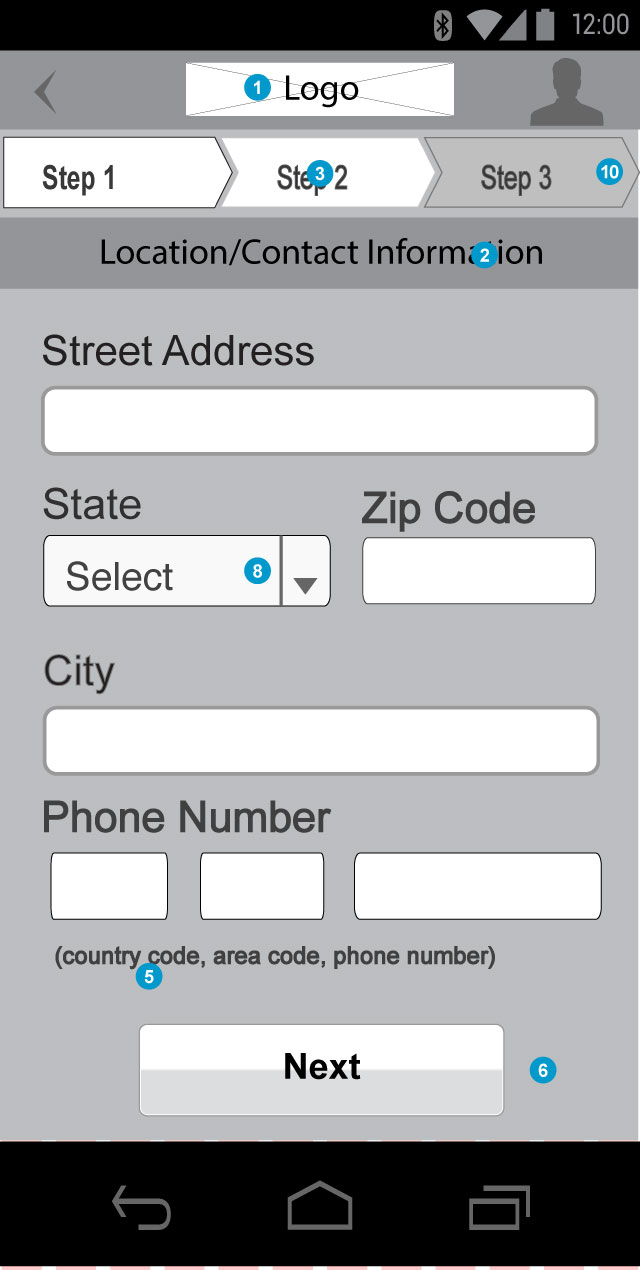 12:00
1 Logo
Step 1 Step 2 3 Step 3 10
Location/Contact Information 2
Street Address
State Zip Code
Select 8
City
Phone Number
(country code, area code, phone number)
5
Next 6